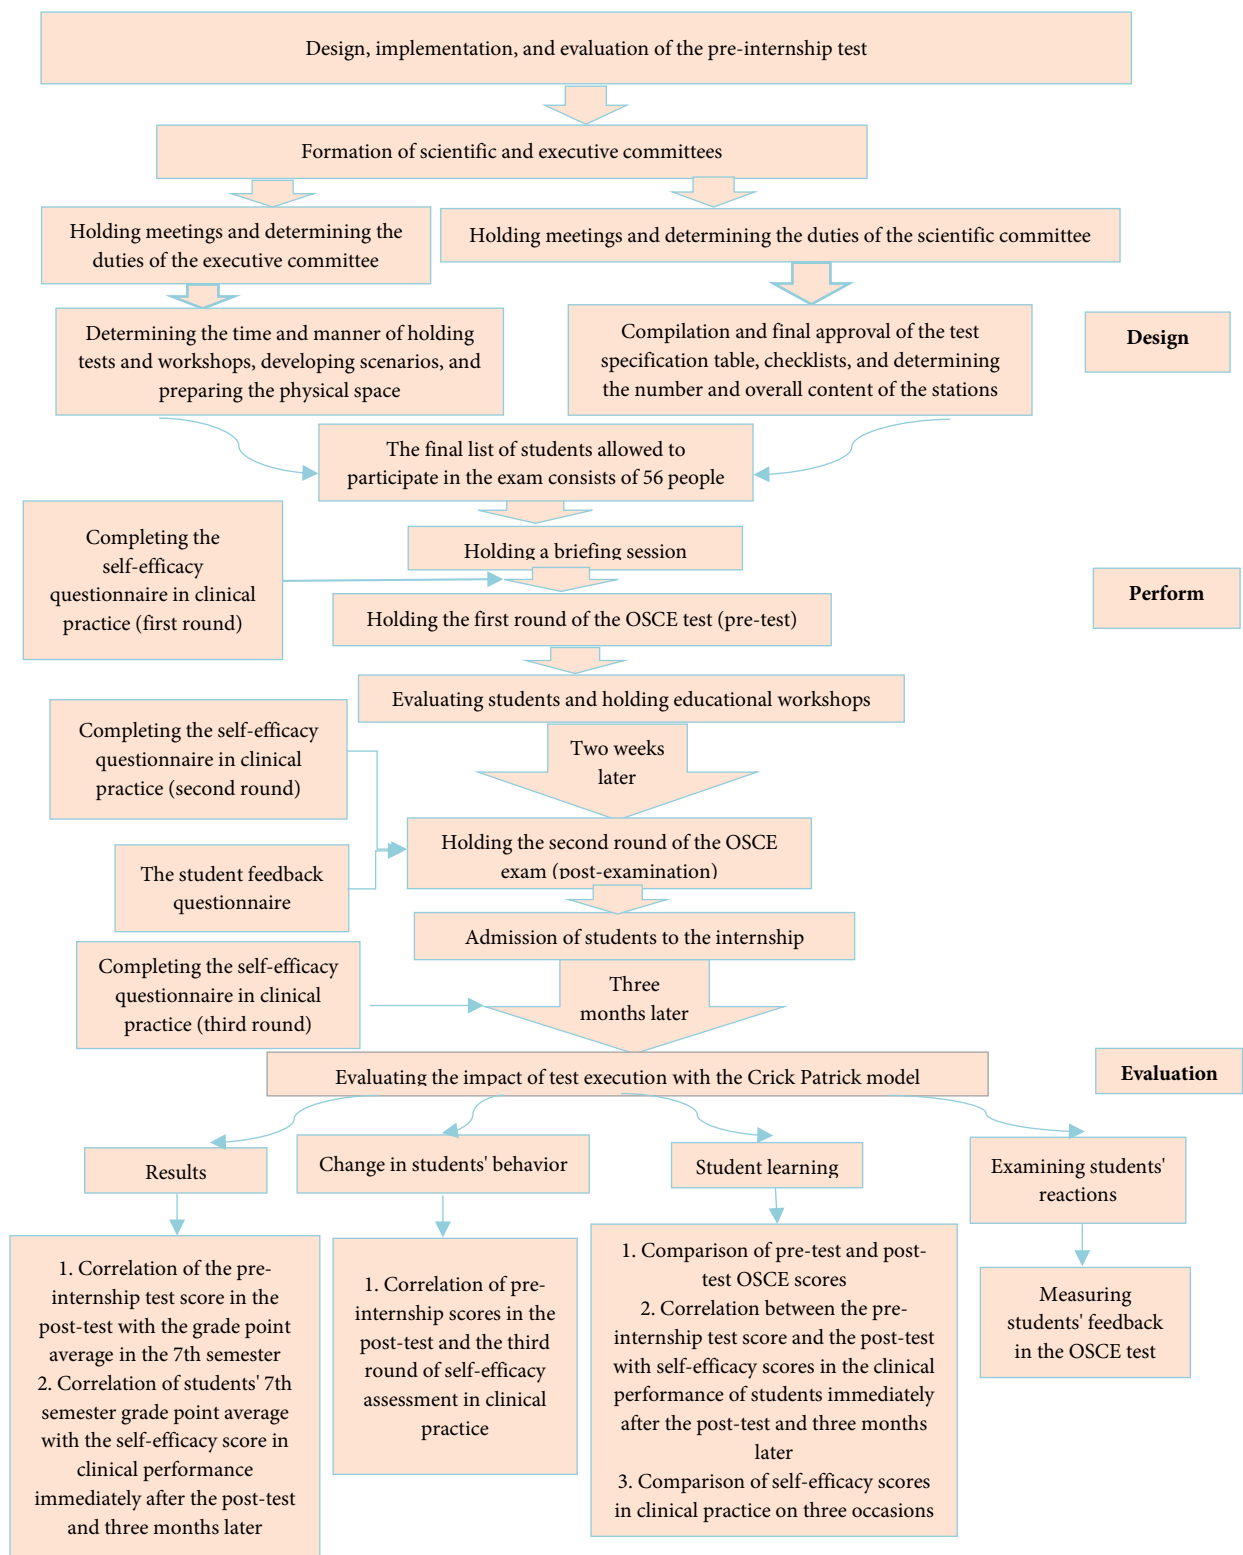 Design, implementation, and evaluation of the pre-internship test
Formation of scientific and executive committees
Holding meetings and determining the
duties of the executive committee
Holding meetings and determining the duties of the scientific committee
Determining the time and manner of holding
tests and workshops, developing scenarios, and
preparing the physical space
Compilation and final approval of the test
specification table, checklists, and determining
the number and overall content of the stations
Design
The final list of students allowed to
participate in the exam consists of 56 people
Completing the
self-efficacy
questionnaire in clinical
practice (first round)
Holding a briefing session
Perform
Holding the first round of the OSCE test (pre-test)
Evaluating students and holding educational workshops
Completing the self-efficacy
questionnaire in clinical
practice (second round)
Two weeks
later
Holding the second round of the OSCE
exam (post-examination)
The student feedback
questionnaire
Admission of students to the internship
Completing the self-efficacy
questionnaire in clinical
practice (third round)
Three
months later
Evaluating the impact of test execution with the Crick Patrick model
Evaluation
Results
Change in students' behavior
Student learning
Examining students'
reactions
1. Correlation of the pre-
internship test score in the
post-test with the grade point
average in the 7th semester
2. Correlation of students' 7th
semester grade point average
with the self-efficacy score in
clinical performance
immediately after the post-test
and three months later
1. Correlation of pre-
internship scores in the
post-test and the third
round of self-efficacy
assessment in clinical
practice
1. Comparison of pre-test and post-
test OSCE scores
2. Correlation between the pre-
internship test score and the post-test
with self-efficacy scores in the clinical
performance of students immediately
after the post-test and three months
later
3. Comparison of self-efficacy scores
in clinical practice on three occasions
Measuring
students' feedback
in the OSCE test